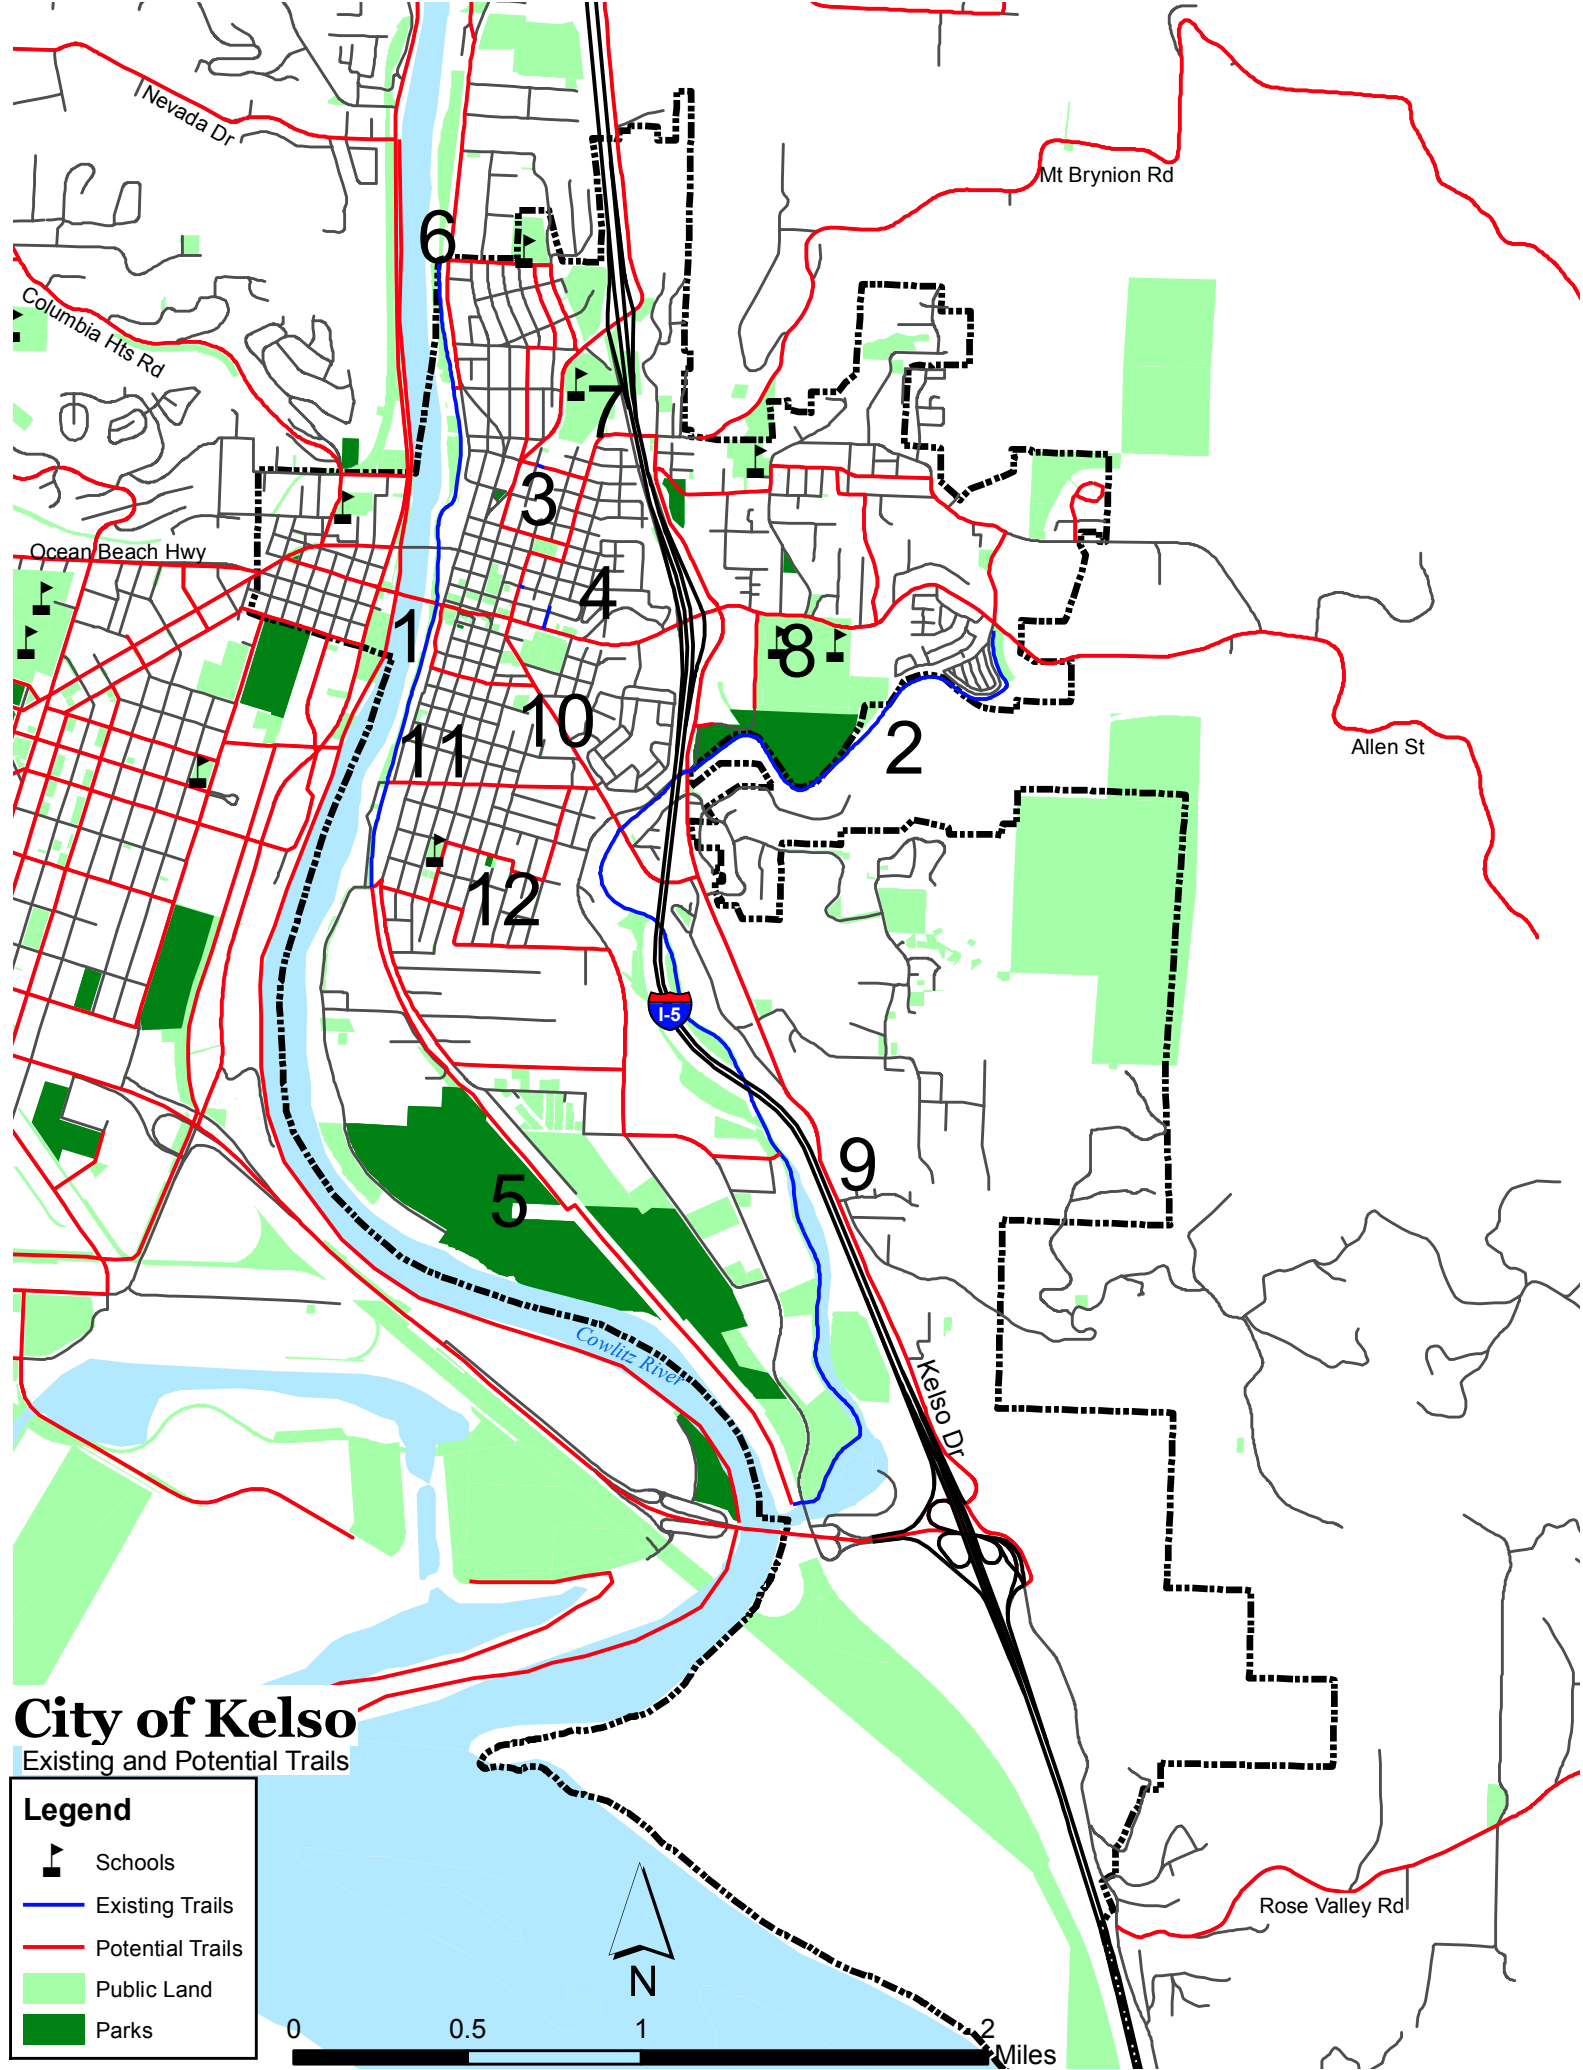 Nevada Dr
Mt Brynion Rd
6
Columbia Hts Rd
7
3
Ocean Beach Hwy
4
1
8
10
2
11
Allen St
12
I-5
9
5
Cowlitz River
Kelso Dr
City of Kelso
Existing and Potential Trails
Legend
Schools
Existing Trails
Potential Trails
Public Land
Parks
Rose Valley Rd
N
0 0.5 1 2
Miles